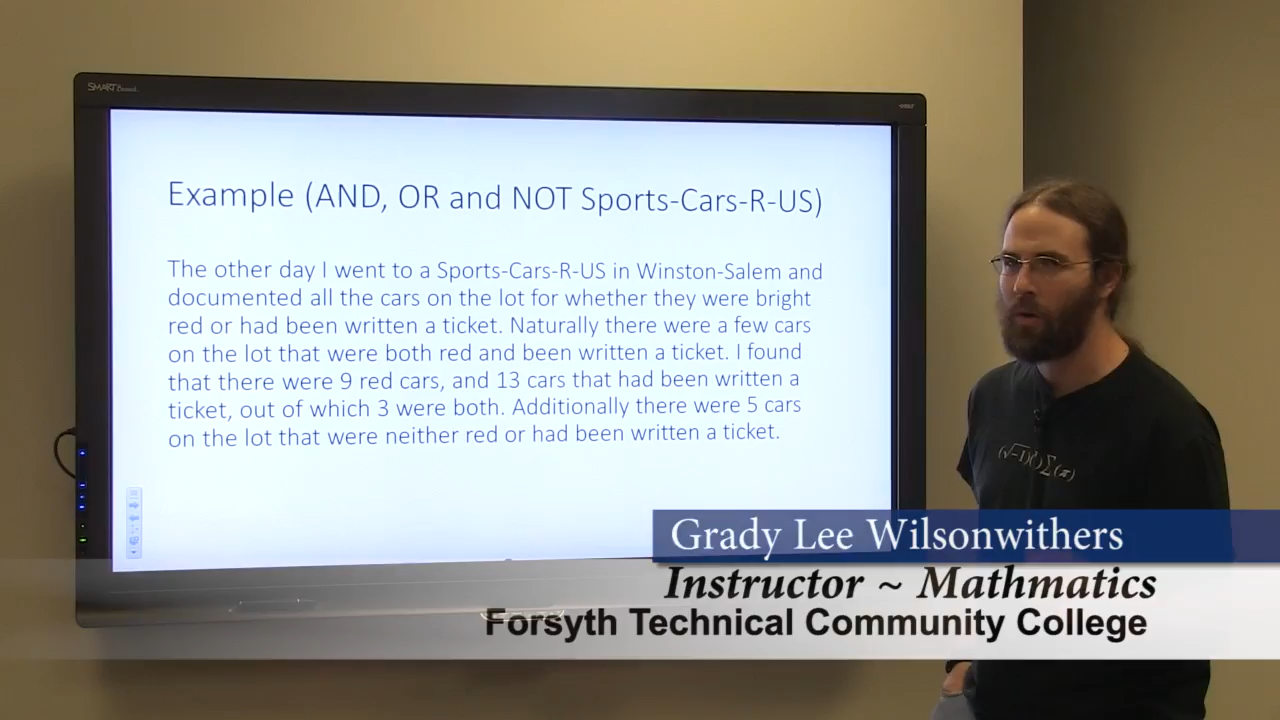 SMART Board
Example (AND, OR and NOT Sports-Cars-R-US)
The other day I went to a Sports-Cars-R-US in Winston-Salem and
documented all the cars on the lot for whether they were bright
red or had been written a ticket. Naturally there were a few cars
on the lot that were both red and been written a ticket. I found
that there were 9 red cars, and 13 cars that had been written a
ticket, out of which 3 were both. Additionally there were 5 cars
on the lot that were neither red or had been written a ticket.
Grady Lee Wilsonwithers
Instructor ~ Mathmatics
Forsyth Technical Community College